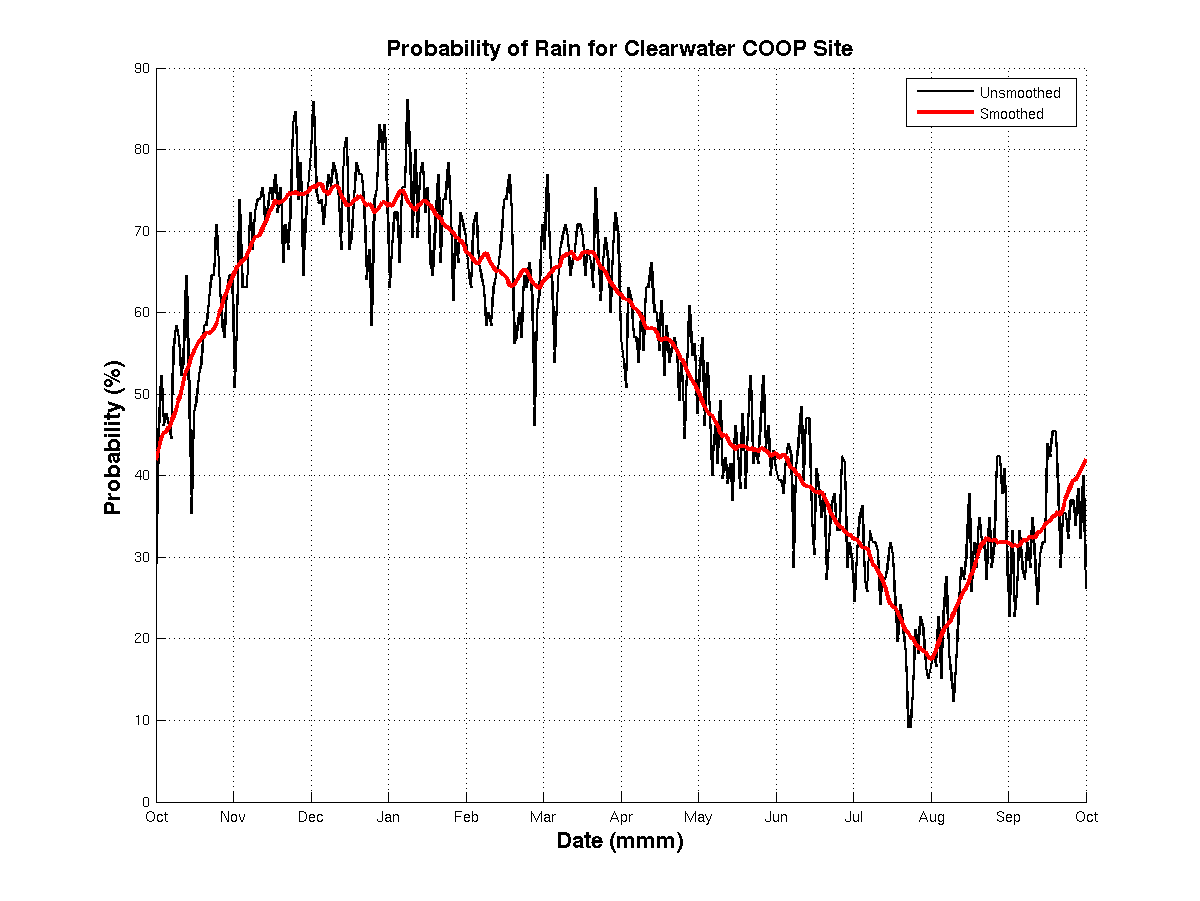 Probability of Rain for Clearwater COOP Site
Unsmoothed
Smoothed
90
80
70
60
50
40
30
20
10
0
Probability (%)
Oct Nov Dec Jan Feb Mar Apr May Jun Jul Aug Sep Oct
Date (mmm)